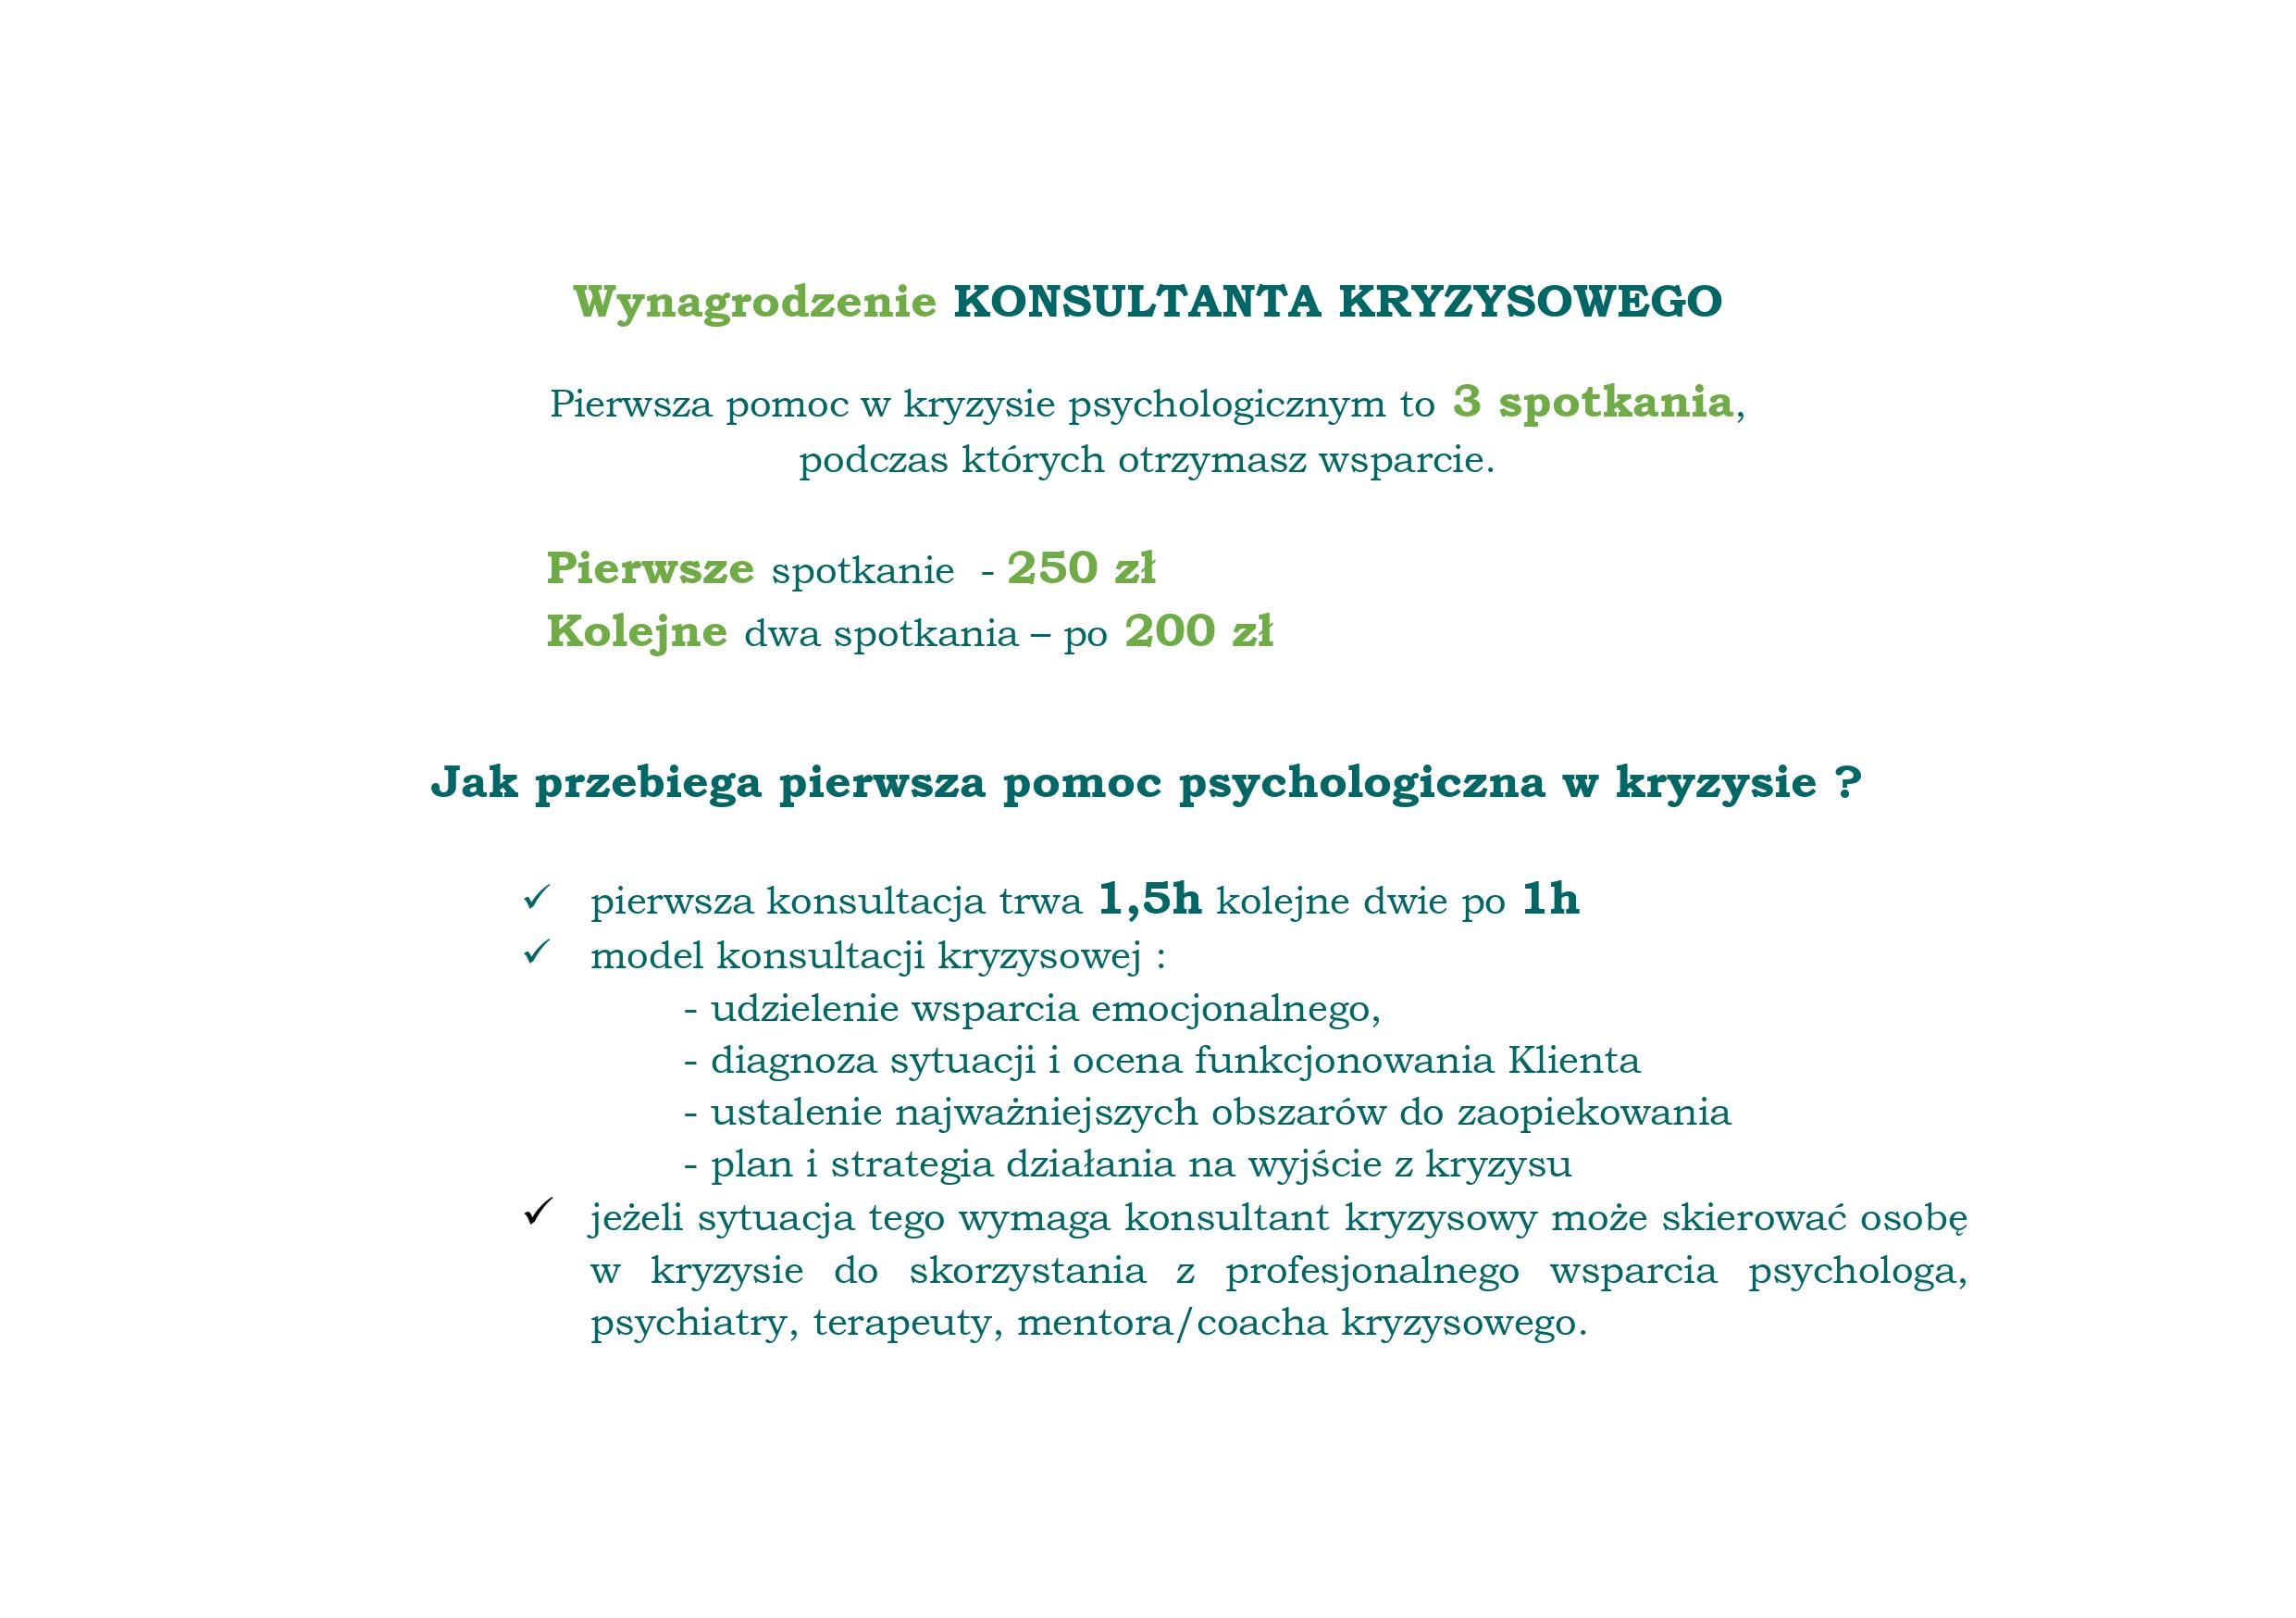 Wynagrodzenie KONSULTANTA KRYZYSOWEGO
Pierwsza pomoc w kryzysie psychologicznym to 3 spotkania,
podczas których otrzymasz wsparcie.
Pierwsze spotkanie - 250 zł
Kolejne dwa spotkania – po 200 zł
Jak przebiega pierwsza pomoc psychologiczna w kryzysie ?
✓ pierwsza konsultacja trwa 1,5h kolejne dwie po 1h
✓ model konsultacji kryzysowej :
- udzielenie wsparcia emocjonalnego,
- diagnoza sytuacji i ocena funkcjonowania Klienta
- ustalenie najważniejszych obszarów do zaopiekowania
- plan i strategia działania na wyjście z kryzysu
✓ jeżeli sytuacja tego wymaga konsultant kryzysowy może skierować osobę
w kryzysie do skorzystania z profesjonalnego wsparcia psychologa,
psychiatry, terapeuty, mentora/coacha kryzysowego.